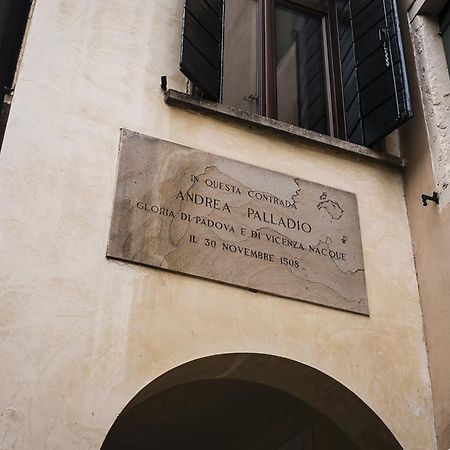 IN QUESTA CONTRADA
ANDREA PALLADIO
GLORIA DI PADOVA E DI VICENZA NACQUE
IL 30 NOVEMBRE 1508